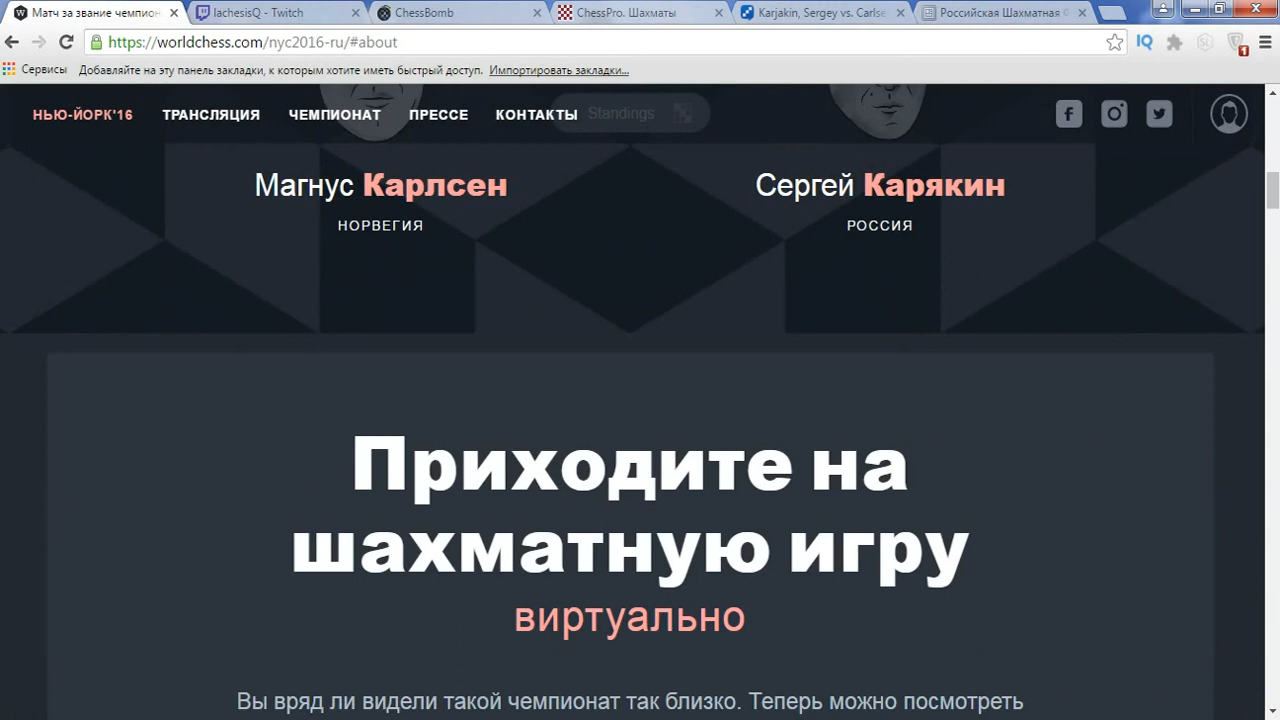 Матч за звание чемпион
lachesisQ - Twitch
ChessBomb
ChessPro. Шахматы
Karjakin, Sergey vs. Carlse
Российская Шахматная Ф
https://worldchess.com/nyc2016-ru/#about
IQ
1
Сервисы
Добавляйте на эту панель закладки, к которым хотите иметь быстрый доступ. Импортировать закладки...
НЬЮ-ЙОРК'16
ТРАНСЛЯЦИЯ
ЧЕМПИОНАТ
ПРЕССЕ
КОНТАКТЫ
Standings
Магнус Карлсен
НОРВЕГИЯ
Сергей Карякин
РОССИЯ
Приходите на
шахматную игру
виртуально
Вы вряд ли видели такой чемпионат так близко. Теперь можно посмотреть